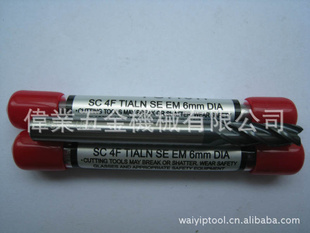 SC 4F TIALN SE EM 6mm DIA
偉業五金機械有限公司
SC 4F TIALN SE EM 6mm DIA
•CUTTING TOOLS MAY BREAK OR SHATTER, WEAR SAFETY
GLASSES AND APPROPRIATE SAFETY EQUIPMENT
waiyiptool.cn.alibaba.com